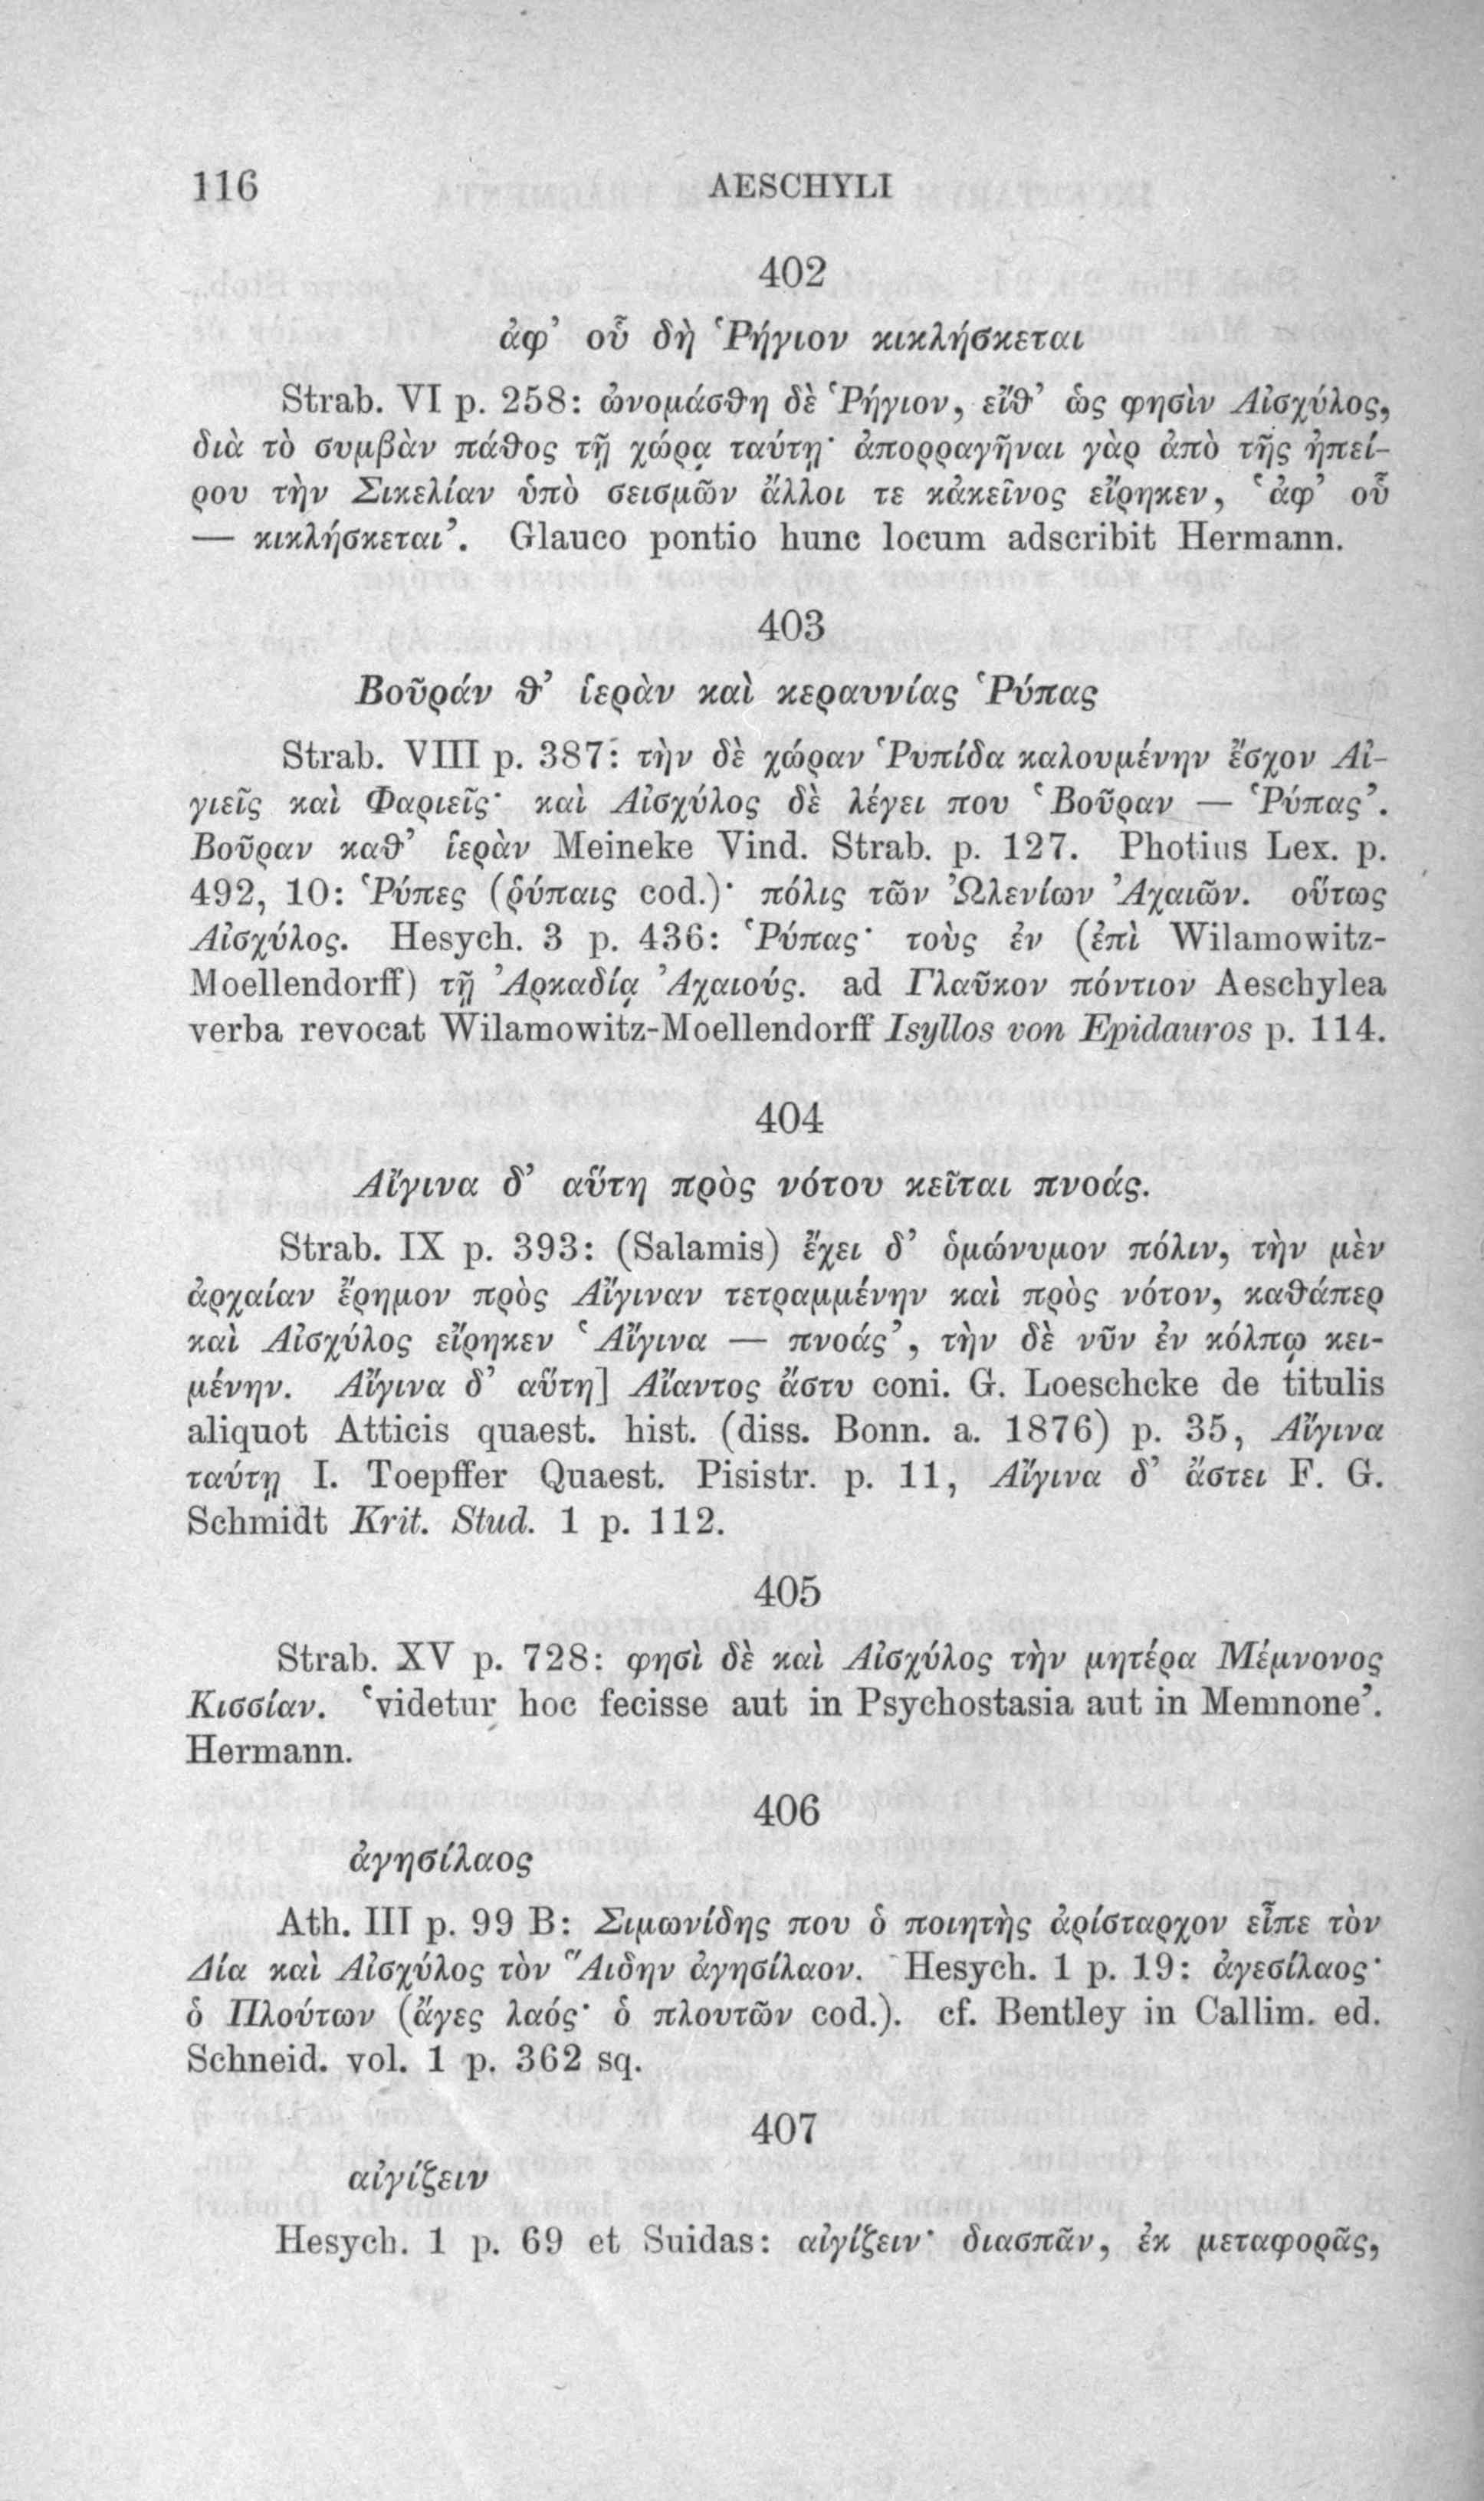 116 AESCHYLI
402
ἀφ’ οὗ δὴ Ῥήγιον κικλήσκεται
Strab. VI p. 258: ὠνομάσθη δὲ Ῥήγιον, εἴθ’ ὥς φησὶν Αἰσχύλος,
διὰ τὸ συμβὰν πάθος τῇ χώρᾳ ταύτῃ· ἀπορραγῆναι γὰρ ἀπὸ τῆς ἠπεί-
ρου τὴν Σικελίαν ὑπὸ σεισμῶν ἄλλοι τε κἀκεῖνος εἴρηκεν, ‘ἀφ’ οὗ
— κικλήσκεται’. Glauco pontio hunc locum adscribit Hermann.
403
Βοῦράν θ’ ἱερὰν καὶ κεραυνίας Ῥύπας
Strab. VIII p. 387: τὴν δὲ χώραν Ῥυπίδα καλουμένην ἔσχον Αἰ-
γιεῖς καὶ Φαριεῖς· καὶ Αἰσχύλος δὲ λέγει που ‘Βοῦραν — Ῥύπας’.
Βοῦραν καθ’ ἱερὰν Meineke Vind. Strab. p. 127. Photius Lex. p.
492, 10: Ῥύπες (ῥύπαις cod.)· πόλις τῶν Ὠλενίων Ἀχαιῶν. οὕτως
Αἰσχύλος. Hesych. 3 p. 436: Ῥύπας· τοὺς ἐν (ἐπὶ Wilamowitz-
Moellendorff) τῇ Ἀρκαδίᾳ Ἀχαιούς. ad Γλαῦκον πόντιον Aeschylea
verba revocat Wilamowitz-Moellendorff Isyllos von Epidauros p. 114.
404
Αἴγινα δ’ αὕτη πρὸς νότου κεῖται πνοάς.
Strab. IX p. 393: (Salamis) ἔχει δ’ ὁμώνυμον πόλιν, τὴν μὲν
ἀρχαίαν ἔρημον πρὸς Αἴγιναν τετραμμένην καὶ πρὸς νότον, καθάπερ
καὶ Αἰσχύλος εἴρηκεν ‘Αἴγινα — πνοάς’, τὴν δὲ νῦν ἐν κόλπῳ κει-
μένην. Αἴγινα δ’ αὕτη] Αἴαντος ἄστυ coni. G. Loeschcke de titulis
aliquot Atticis quaest. hist. (diss. Bonn. a. 1876) p. 35, Αἴγινα
ταύτῃ I. Toepffer Quaest. Pisistr. p. 11, Αἴγινα δ’ ἄστει F. G.
Schmidt Krit. Stud. 1 p. 112.
405
Strab. XV p. 728: φησὶ δὲ καὶ Αἰσχύλος τὴν μητέρα Μέμνονος
Κισσίαν. ‘videtur hoc fecisse aut in Psychostasia aut in Memnone’.
Hermann.
406
ἀγησίλαος
Ath. III p. 99 B: Σιμωνίδης που ὁ ποιητὴς ἀρίσταρχον εἶπε τὸν
Δία καὶ Αἰσχύλος τὸν Ἅιδην ἀγησίλαον. Hesych. 1 p. 19: ἀγεσίλαος·
ὁ Πλούτων (ἄγες λαός· ὁ πλουτῶν cod.). cf. Bentley in Callim. ed.
Schneid. vol. 1 p. 362 sq.
407
αἰγίζειν
Hesych. 1 p. 69 et Suidas: αἰγίζειν· διασπᾶν, ἐκ μεταφορᾶς,